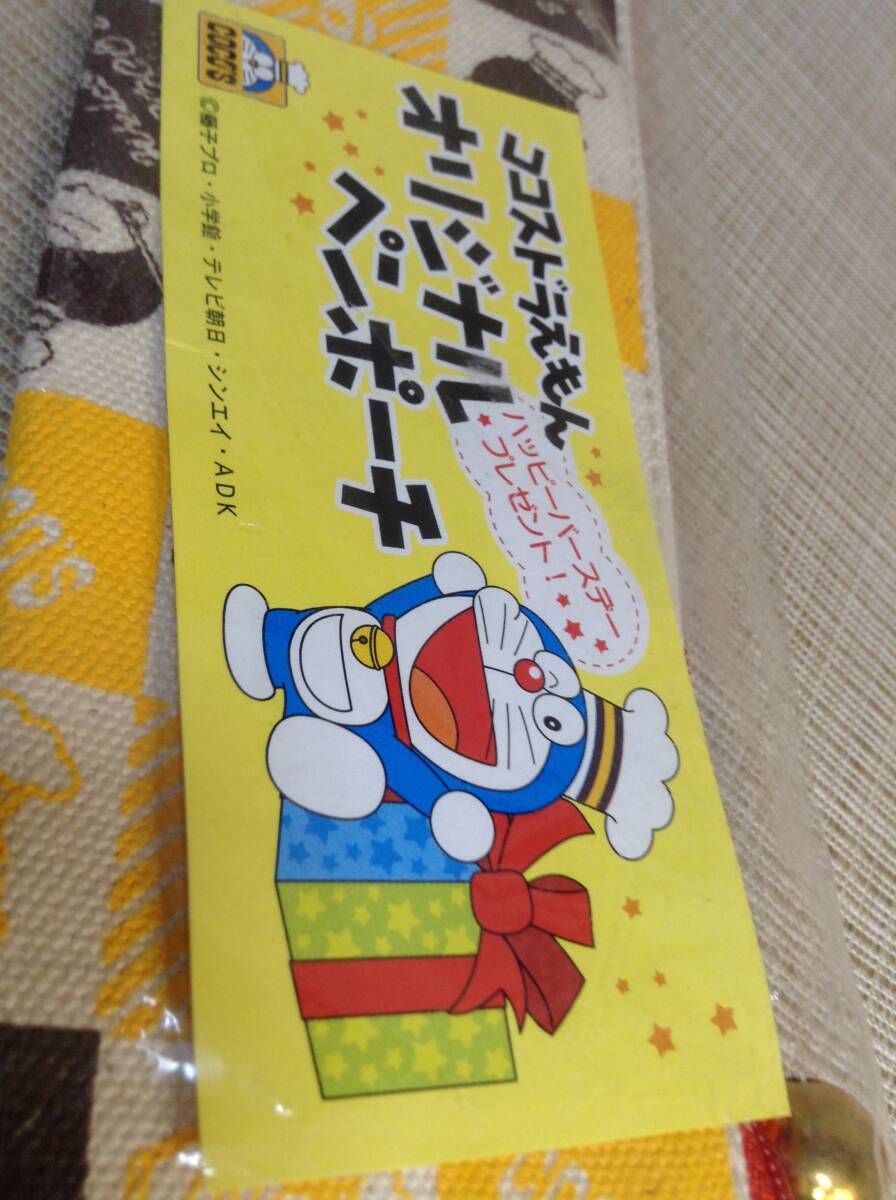 COCO'S
ココスドラえもん
オリジナル
ペンポーチ
ハッピーバースデー
プレゼント!
©藤子プロ・小学館・テレビ朝日・シンエイ・ADK